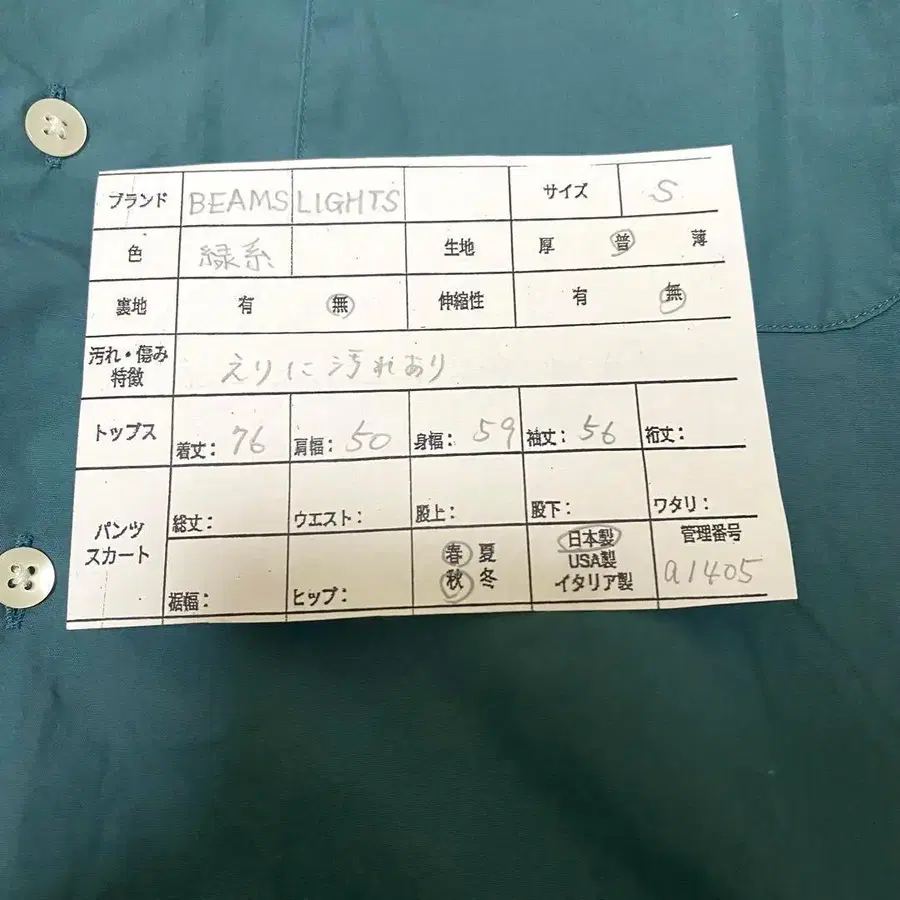 ブランド BEAMS LIGHTS サイズ S
色 緑系 生地 厚 普 薄
裏地 有 無 伸縮性 有 無
汚れ・傷み
特徴 えりに汚れあり
トップス 着丈: 76 肩幅: 50 身幅: 59 袖丈: 56 裄丈:
パンツ
スカート
総丈: ウエスト: 股上: 股下: ワタリ:
裾幅: ヒップ:
春 夏
秋 冬
日本製
USA製
イタリア製
管理番号
a1405